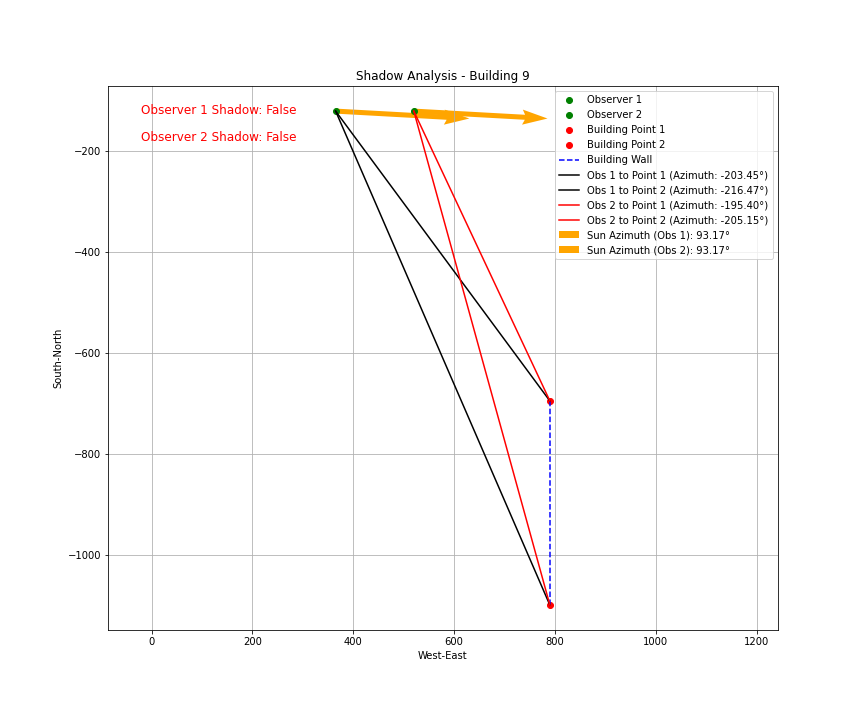 Shadow Analysis - Building 9
Observer 1 Shadow: False
Observer 2 Shadow: False
Observer 1
Observer 2
Building Point 1
Building Point 2
Building Wall
Obs 1 to Point 1 (Azimuth: -203.45°)
Obs 1 to Point 2 (Azimuth: -216.47°)
Obs 2 to Point 1 (Azimuth: -195.40°)
Obs 2 to Point 2 (Azimuth: -205.15°)
Sun Azimuth (Obs 1): 93.17°
Sun Azimuth (Obs 2): 93.17°
South-North
−200
−400
−600
−800
−1000
0 200 400 600 800 1000 1200
West-East